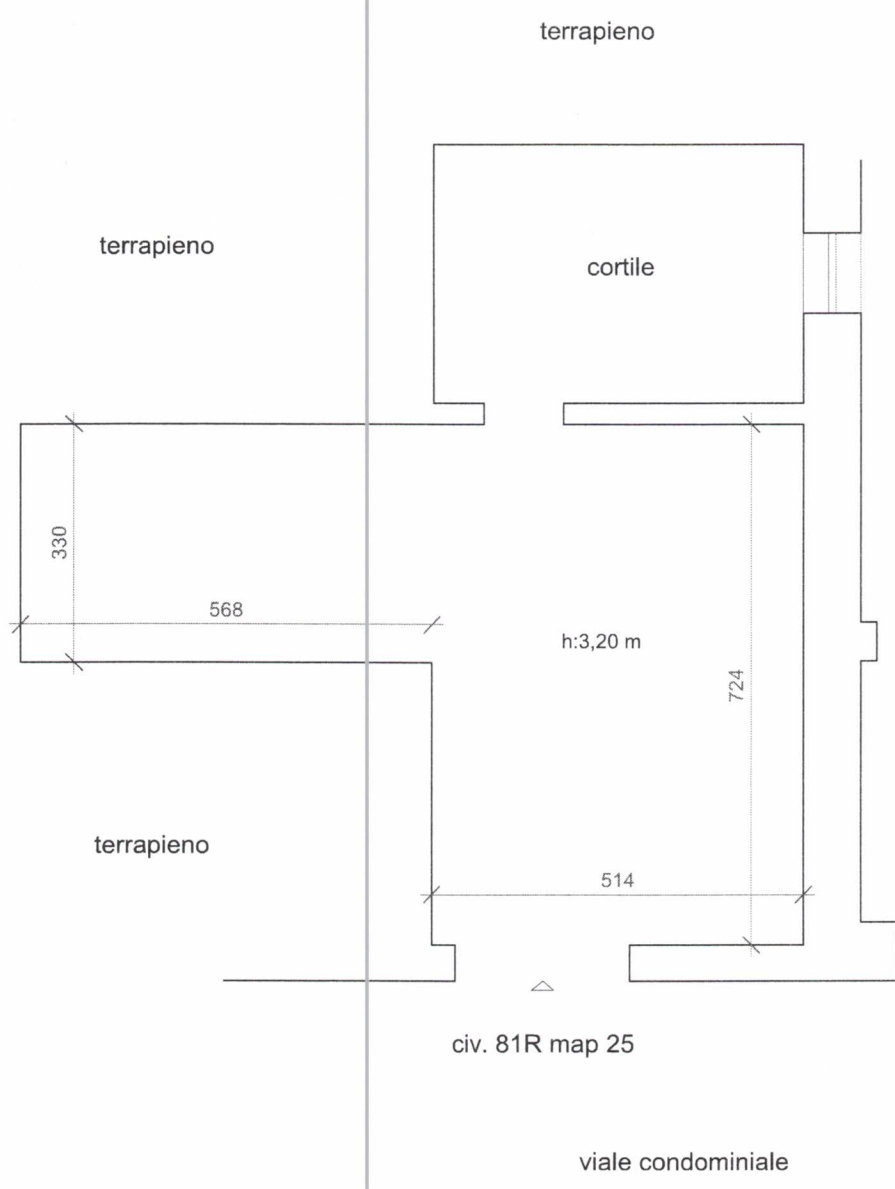 terrapieno
terrapieno
cortile
330
568
h:3,20 m
724
terrapieno
514
civ. 81R map 25
viale condominiale